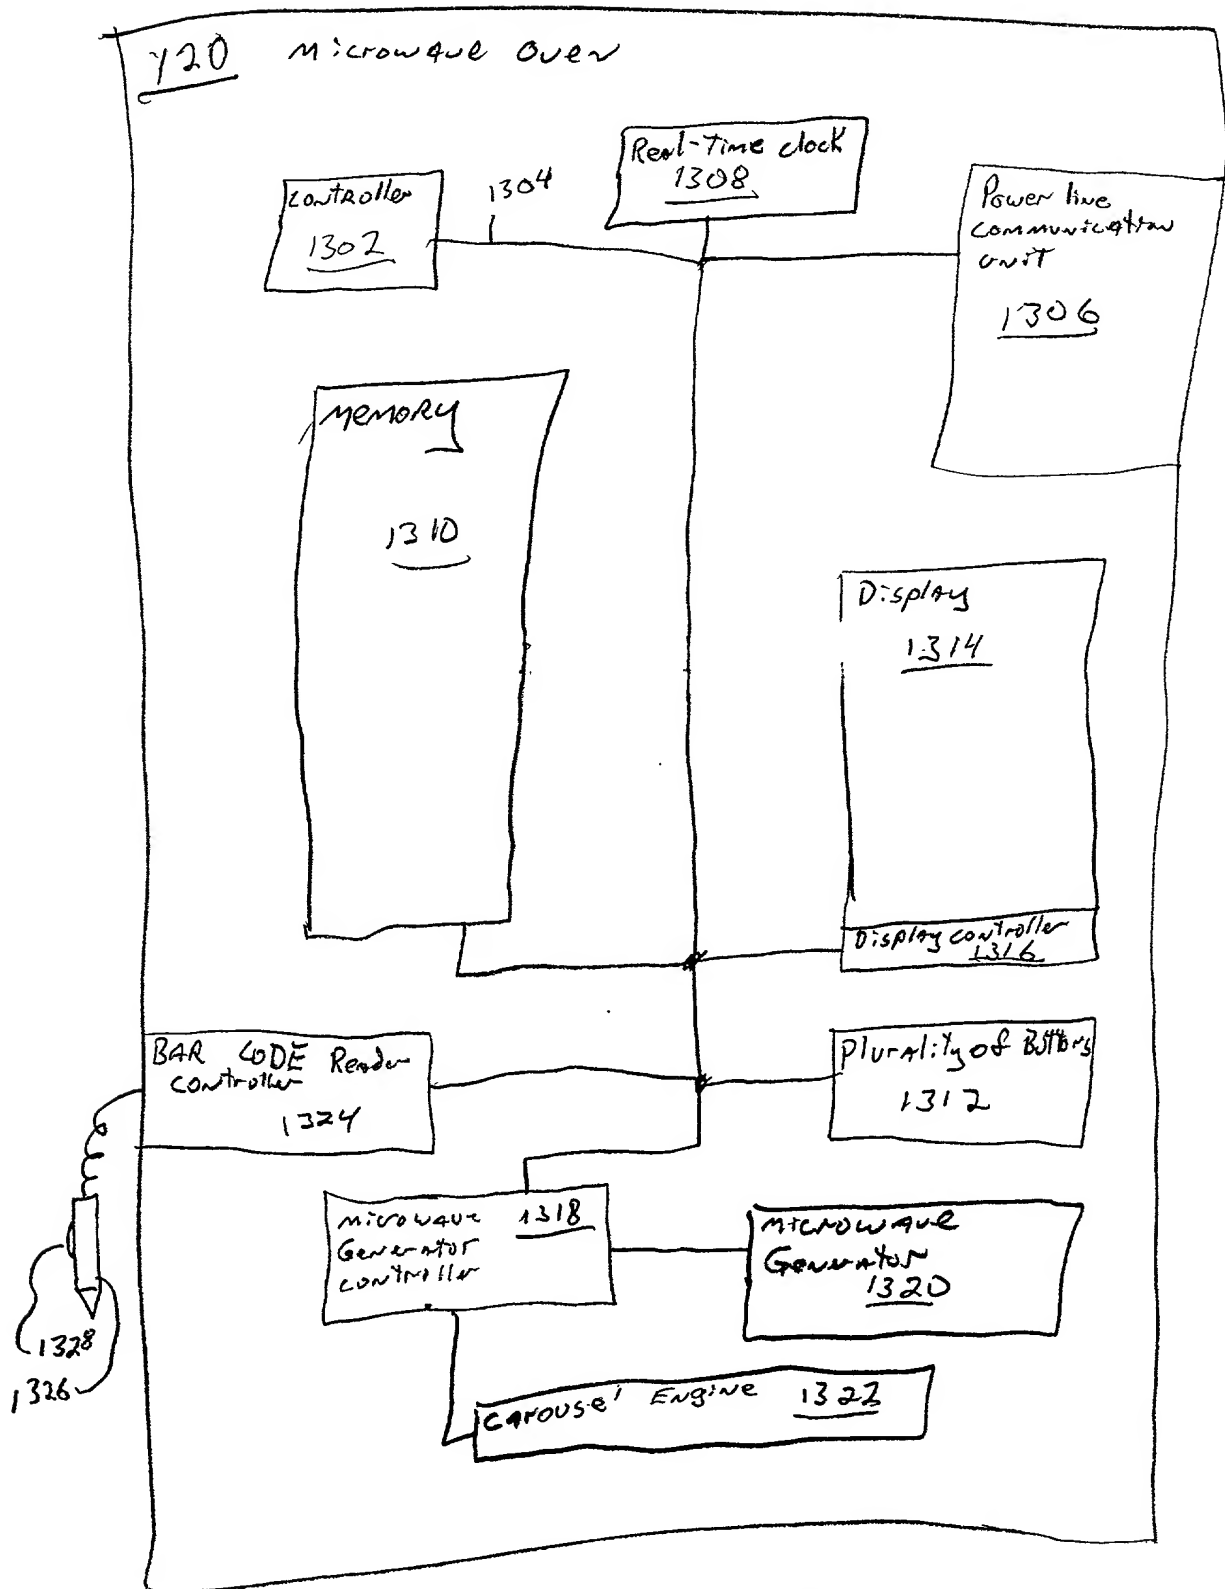 420 Microwave Oven
Real-Time clock
1308
Controller
1302
1304
Power line
Communication
unit
1306
Memory
1310
Display
1314
Display controller
1316
BAR CODE Reader
Controller
1324
Plurality of Buttons
1312
Microwave 1318
Generator
Controller
Microwave
Generator
1320
1328
1326
Carousel Engine 1322